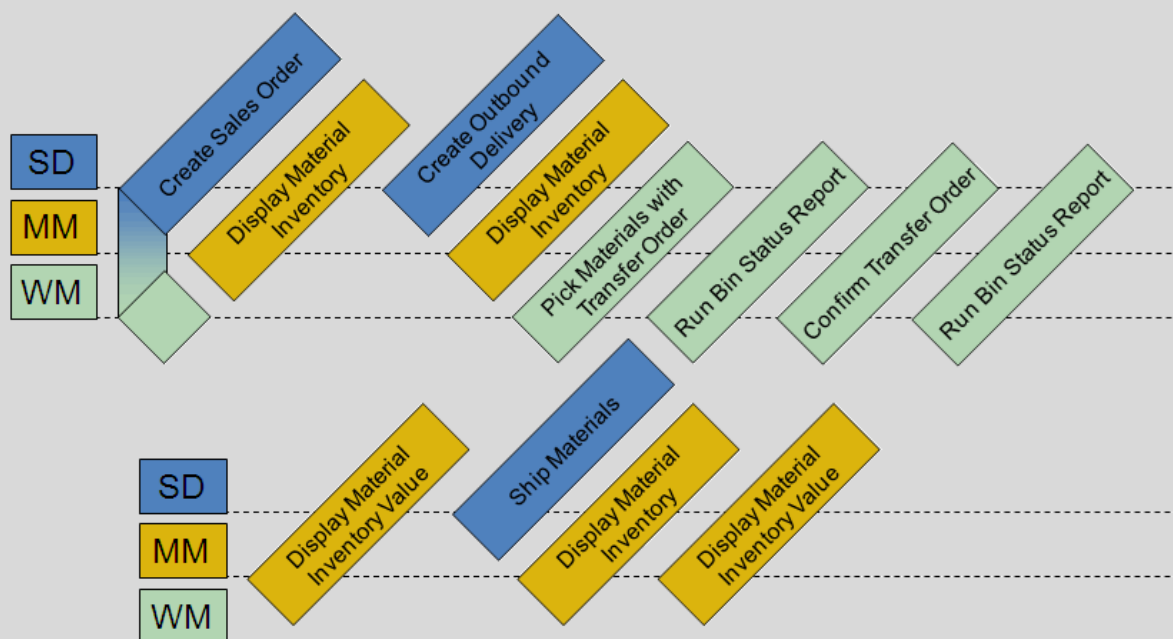 SD
MM
WM
Create Sales Order
Display Material
Inventory
Create Outbound
Delivery
Display Material
Inventory
Pick Materials with
Transfer Order
Run Bin Status Report
Confirm Transfer Order
Run Bin Status Report
SD
MM
WM
Display Material
Inventory Value
Ship Materials
Display Material
Inventory
Display Material
Inventory Value